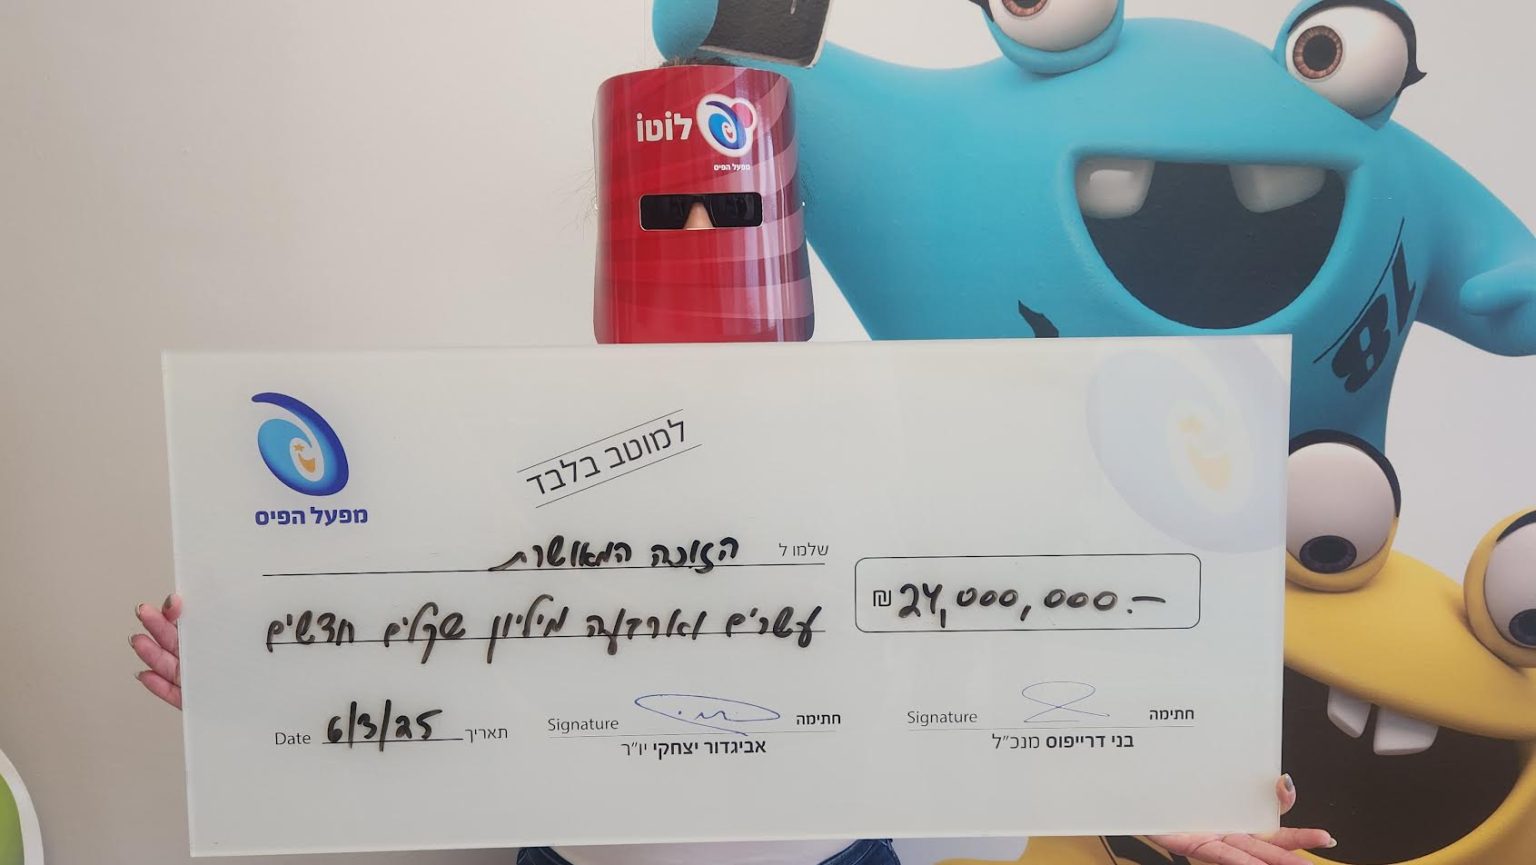 לוטו
מפעל הפיס
18
מפעל הפיס
למוטב בלבד
שלמו ל הזוכה המאושרת
עשרים וארבעה מיליון שקלים חדשים
₪ 24,000,000.-
Date 6/3/25 תאריך
Signature חתימה
אביגדור יצחקי יו״ר
Signature חתימה
בני דרייפוס מנכ״ל